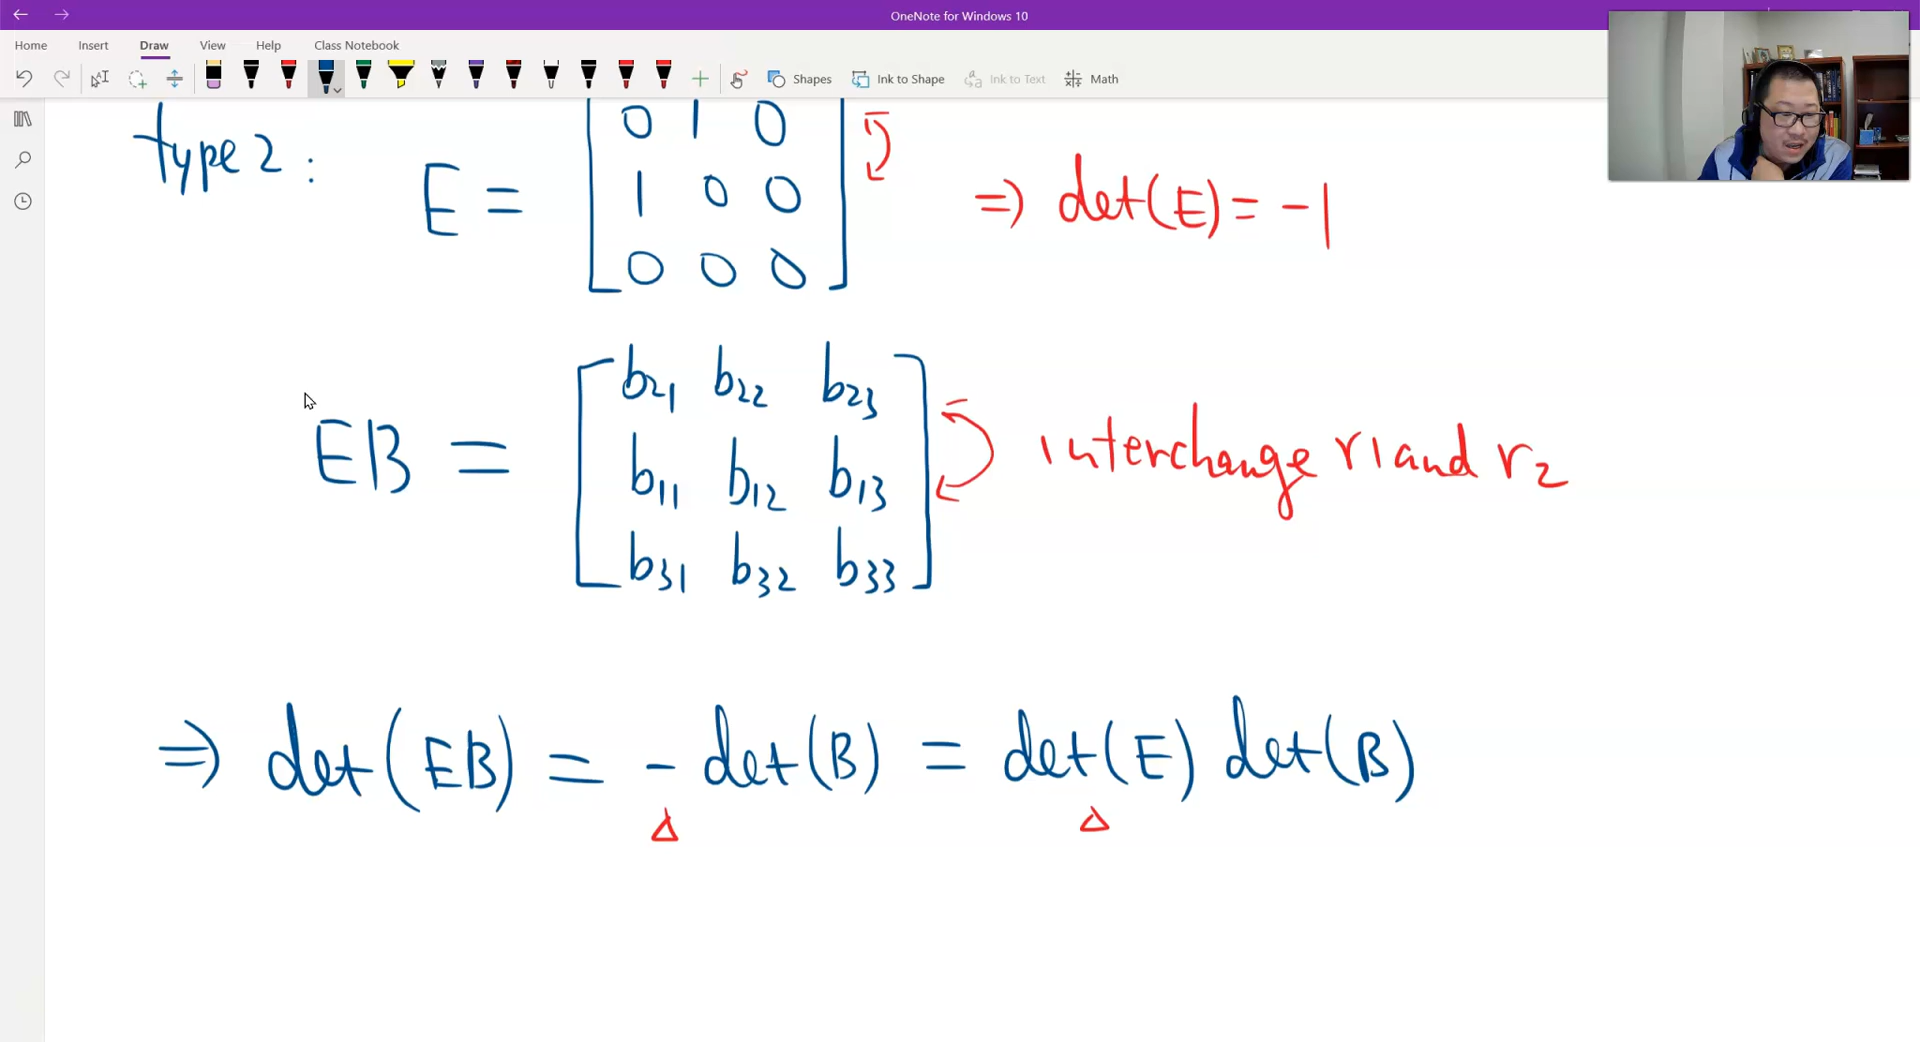 OneNote for Windows 10
Home Insert Draw View Help Class Notebook
Shapes Ink to Shape Ink to Text Math
type 2 :
0 1 0
E = 1 0 0 => det(E) = -1
0 0 0
b21 b22 b23
EB = b11 b12 b13 interchange r1 and r2
b31 b32 b33
=> det(EB) = - det(B) = det(E) det(B)
Δ Δ